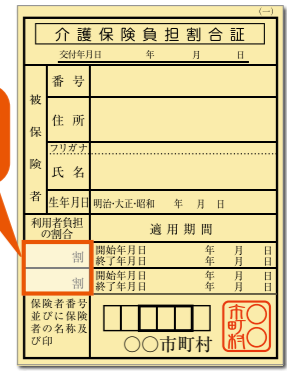 (一)
介護保険負担割合証
交付年月日 年 月 日
被保険者
番号
住所
フリガナ
氏名
生年月日 明治・大正・昭和 年 月 日
利用者負担の割合 適用期間
割 開始年月日 年 月 日
終了年月日 年 月 日
割 開始年月日 年 月 日
終了年月日 年 月 日
保険者番号
並びに保険
者の名称及
び印
〇〇市町村
市町村〇〇印